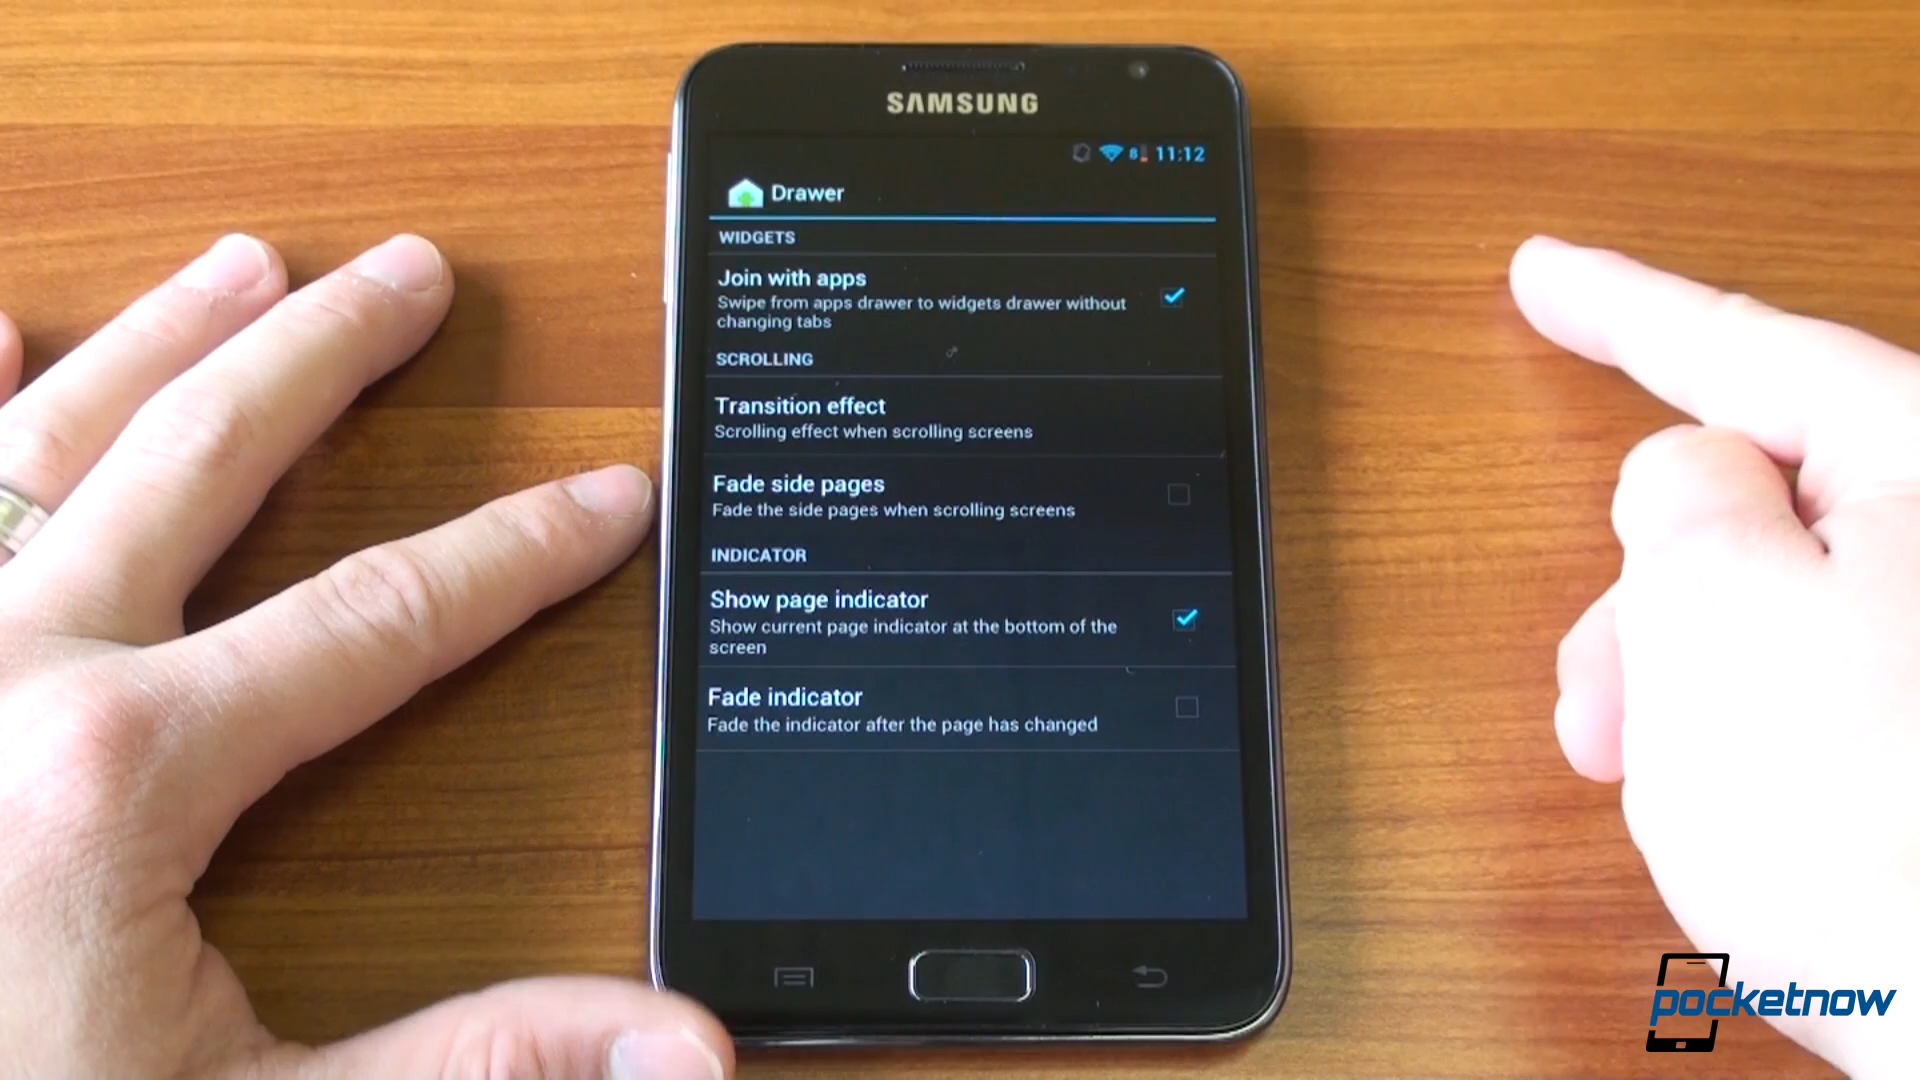 SAMSUNG
8 11:12
Drawer
WIDGETS
Join with apps
Swipe from apps drawer to widgets drawer without
changing tabs
SCROLLING
Transition effect
Scrolling effect when scrolling screens
Fade side pages
Fade the side pages when scrolling screens
INDICATOR
Show page indicator
Show current page indicator at the bottom of the
screen
Fade indicator
Fade the indicator after the page has changed
pocketnow